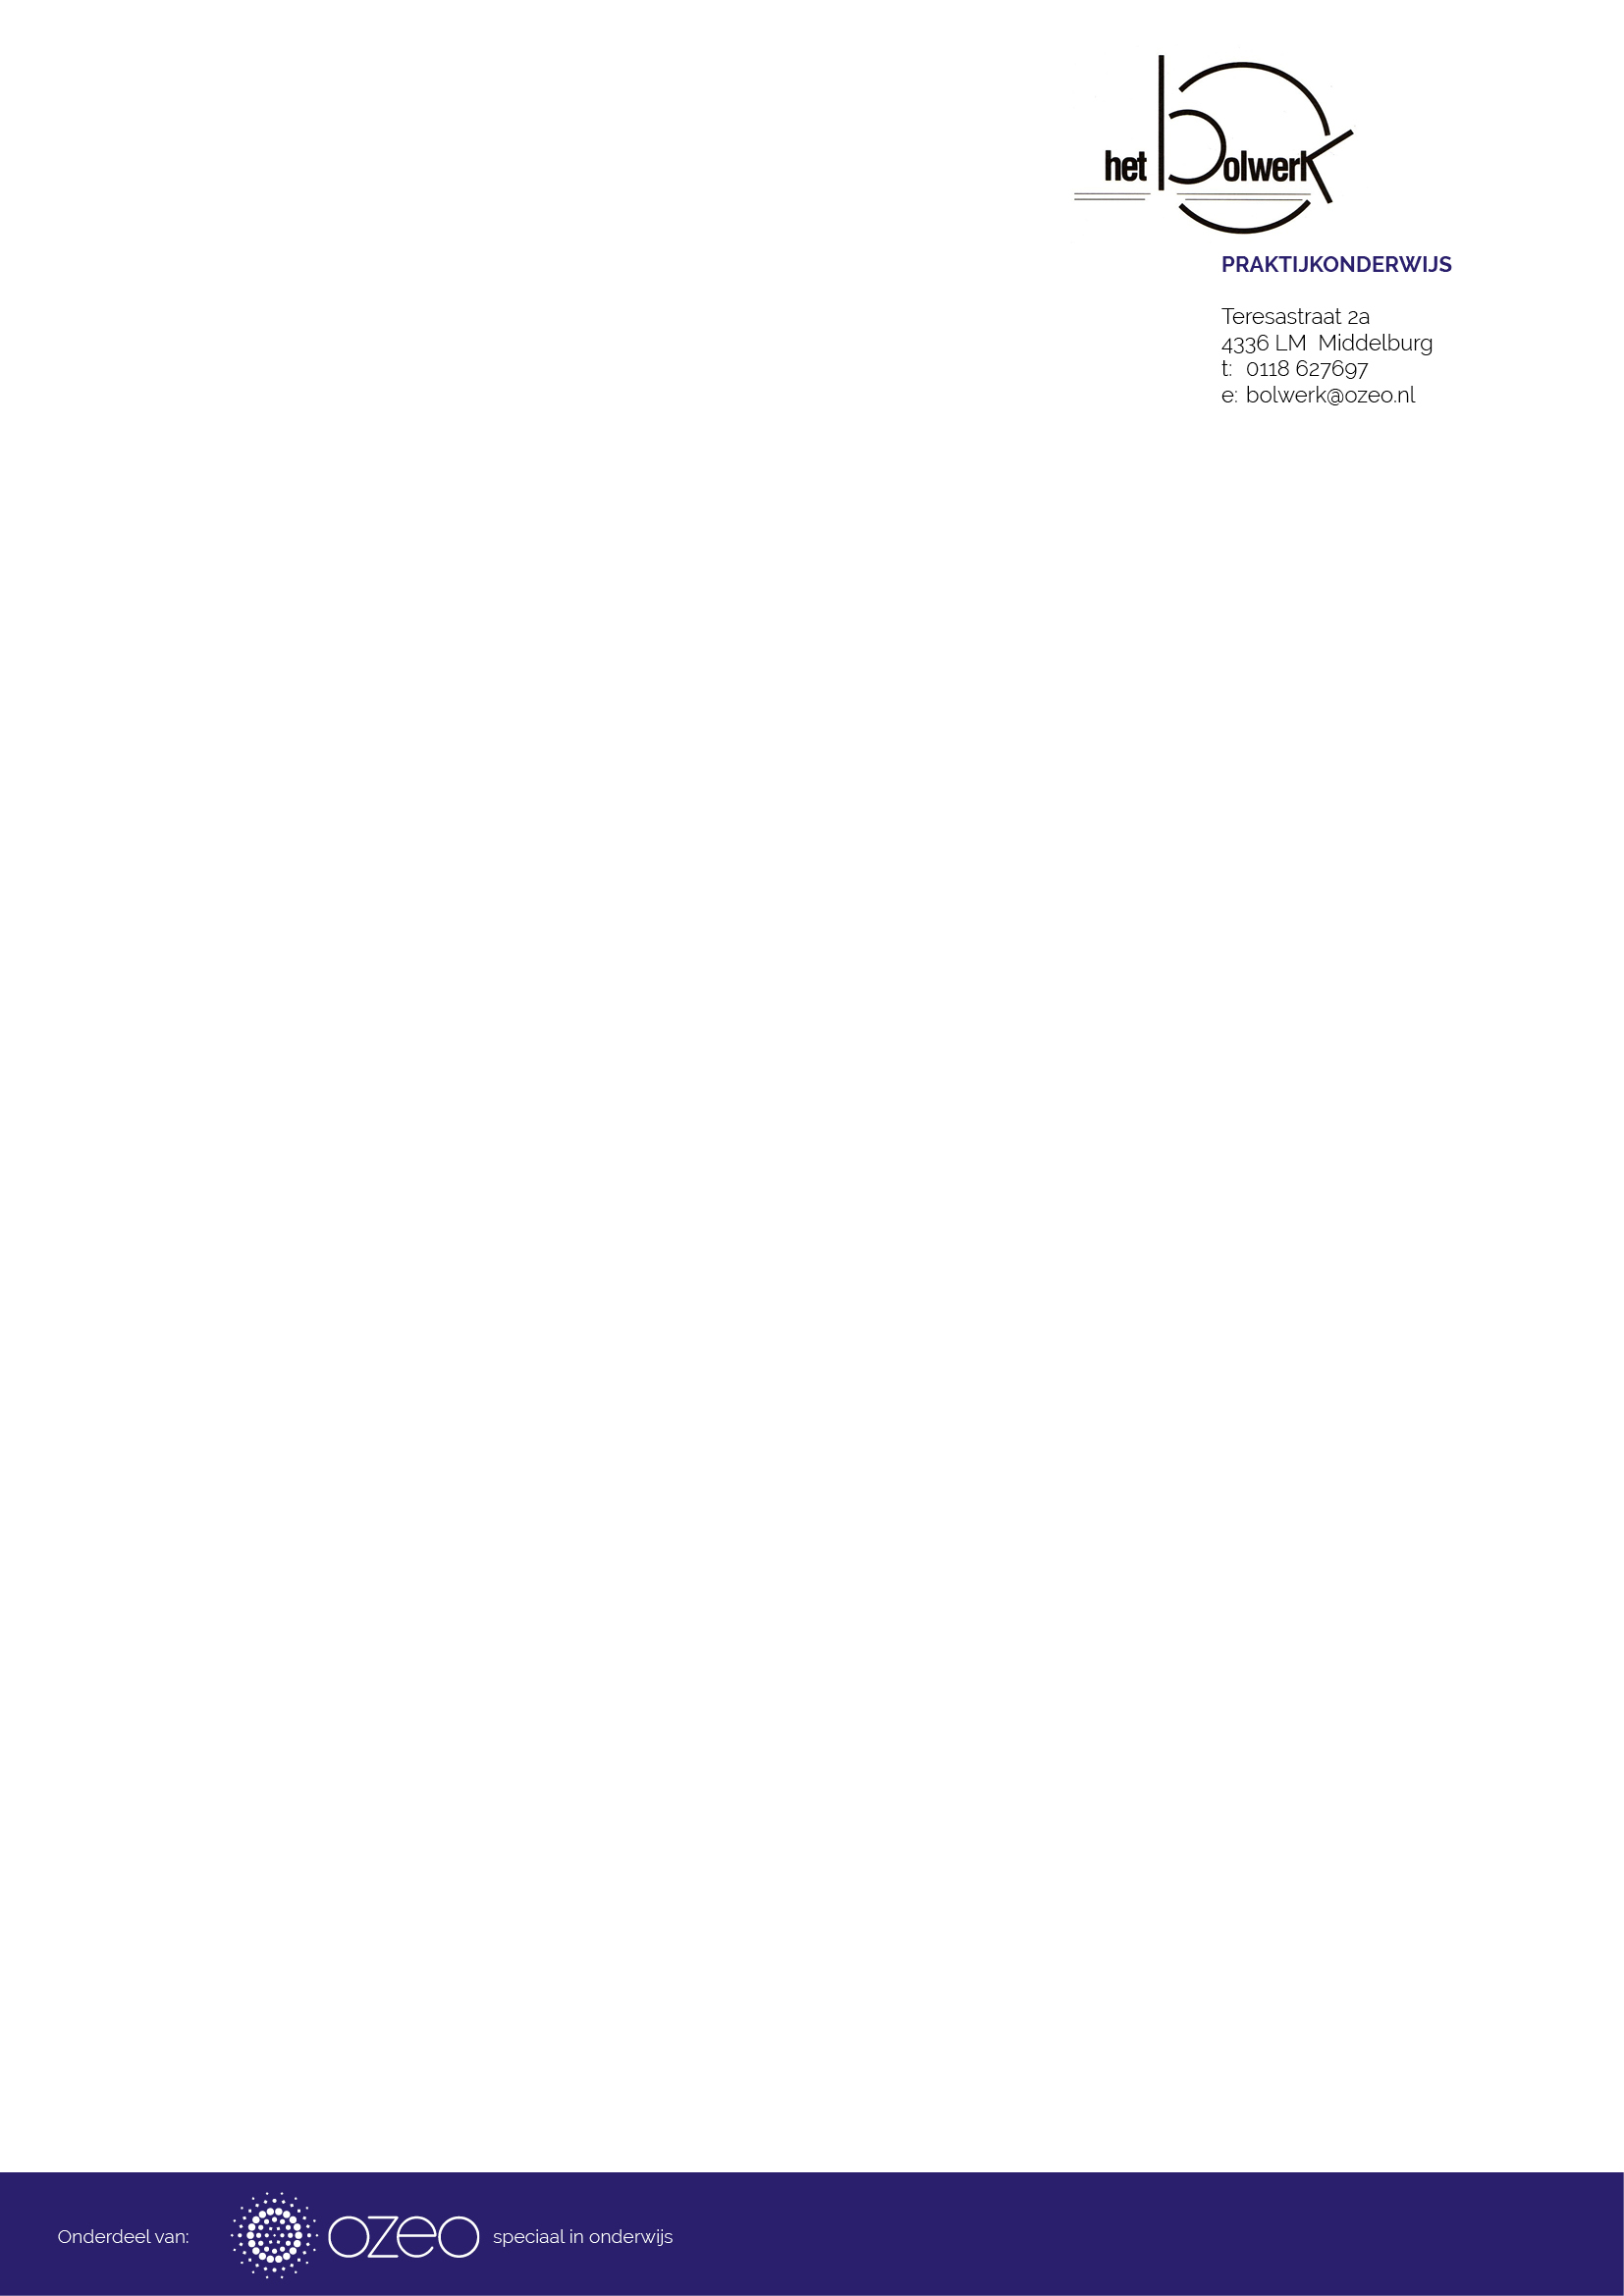 het bolwerk
PRAKTIJKONDERWIJS
Teresastraat 2a
4336 LM Middelburg
t: 0118 627697
e: bolwerk@ozeo.nl
Onderdeel van: ozeo speciaal in onderwijs